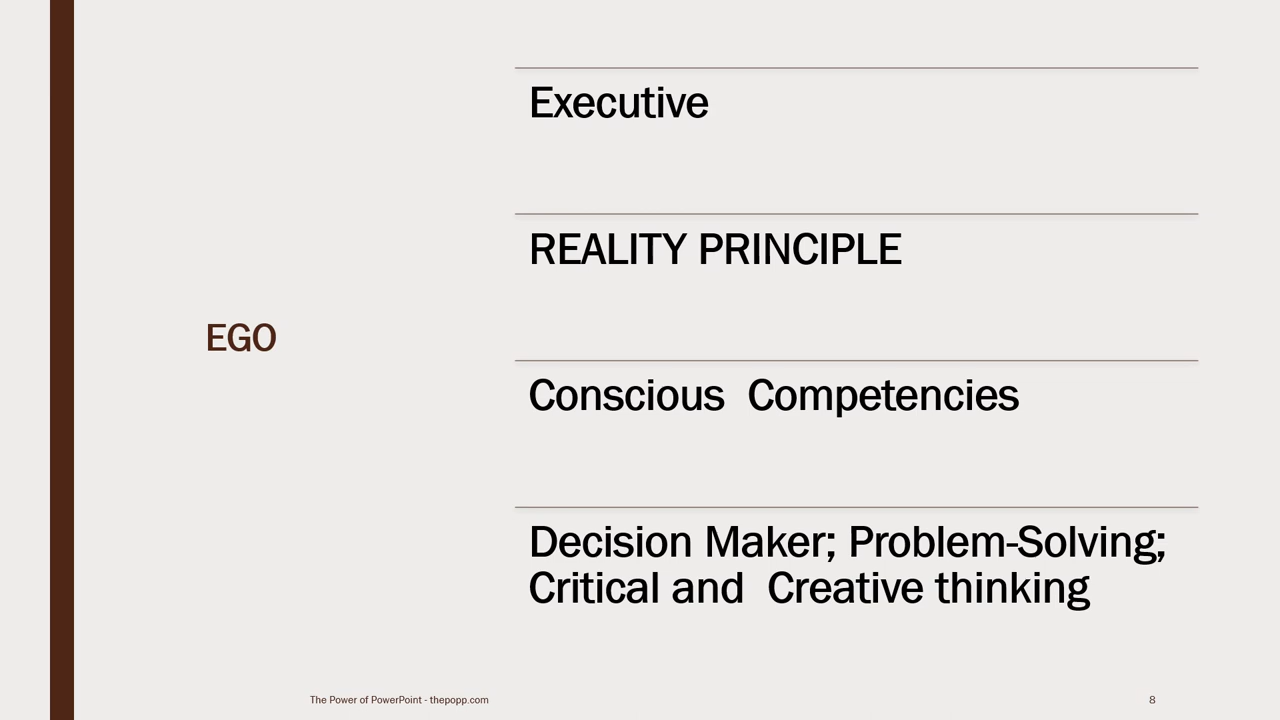 EGO
Executive
REALITY PRINCIPLE
Conscious  Competencies
Decision Maker; Problem-Solving;
Critical and  Creative thinking
The Power of PowerPoint - thepopp.com
8